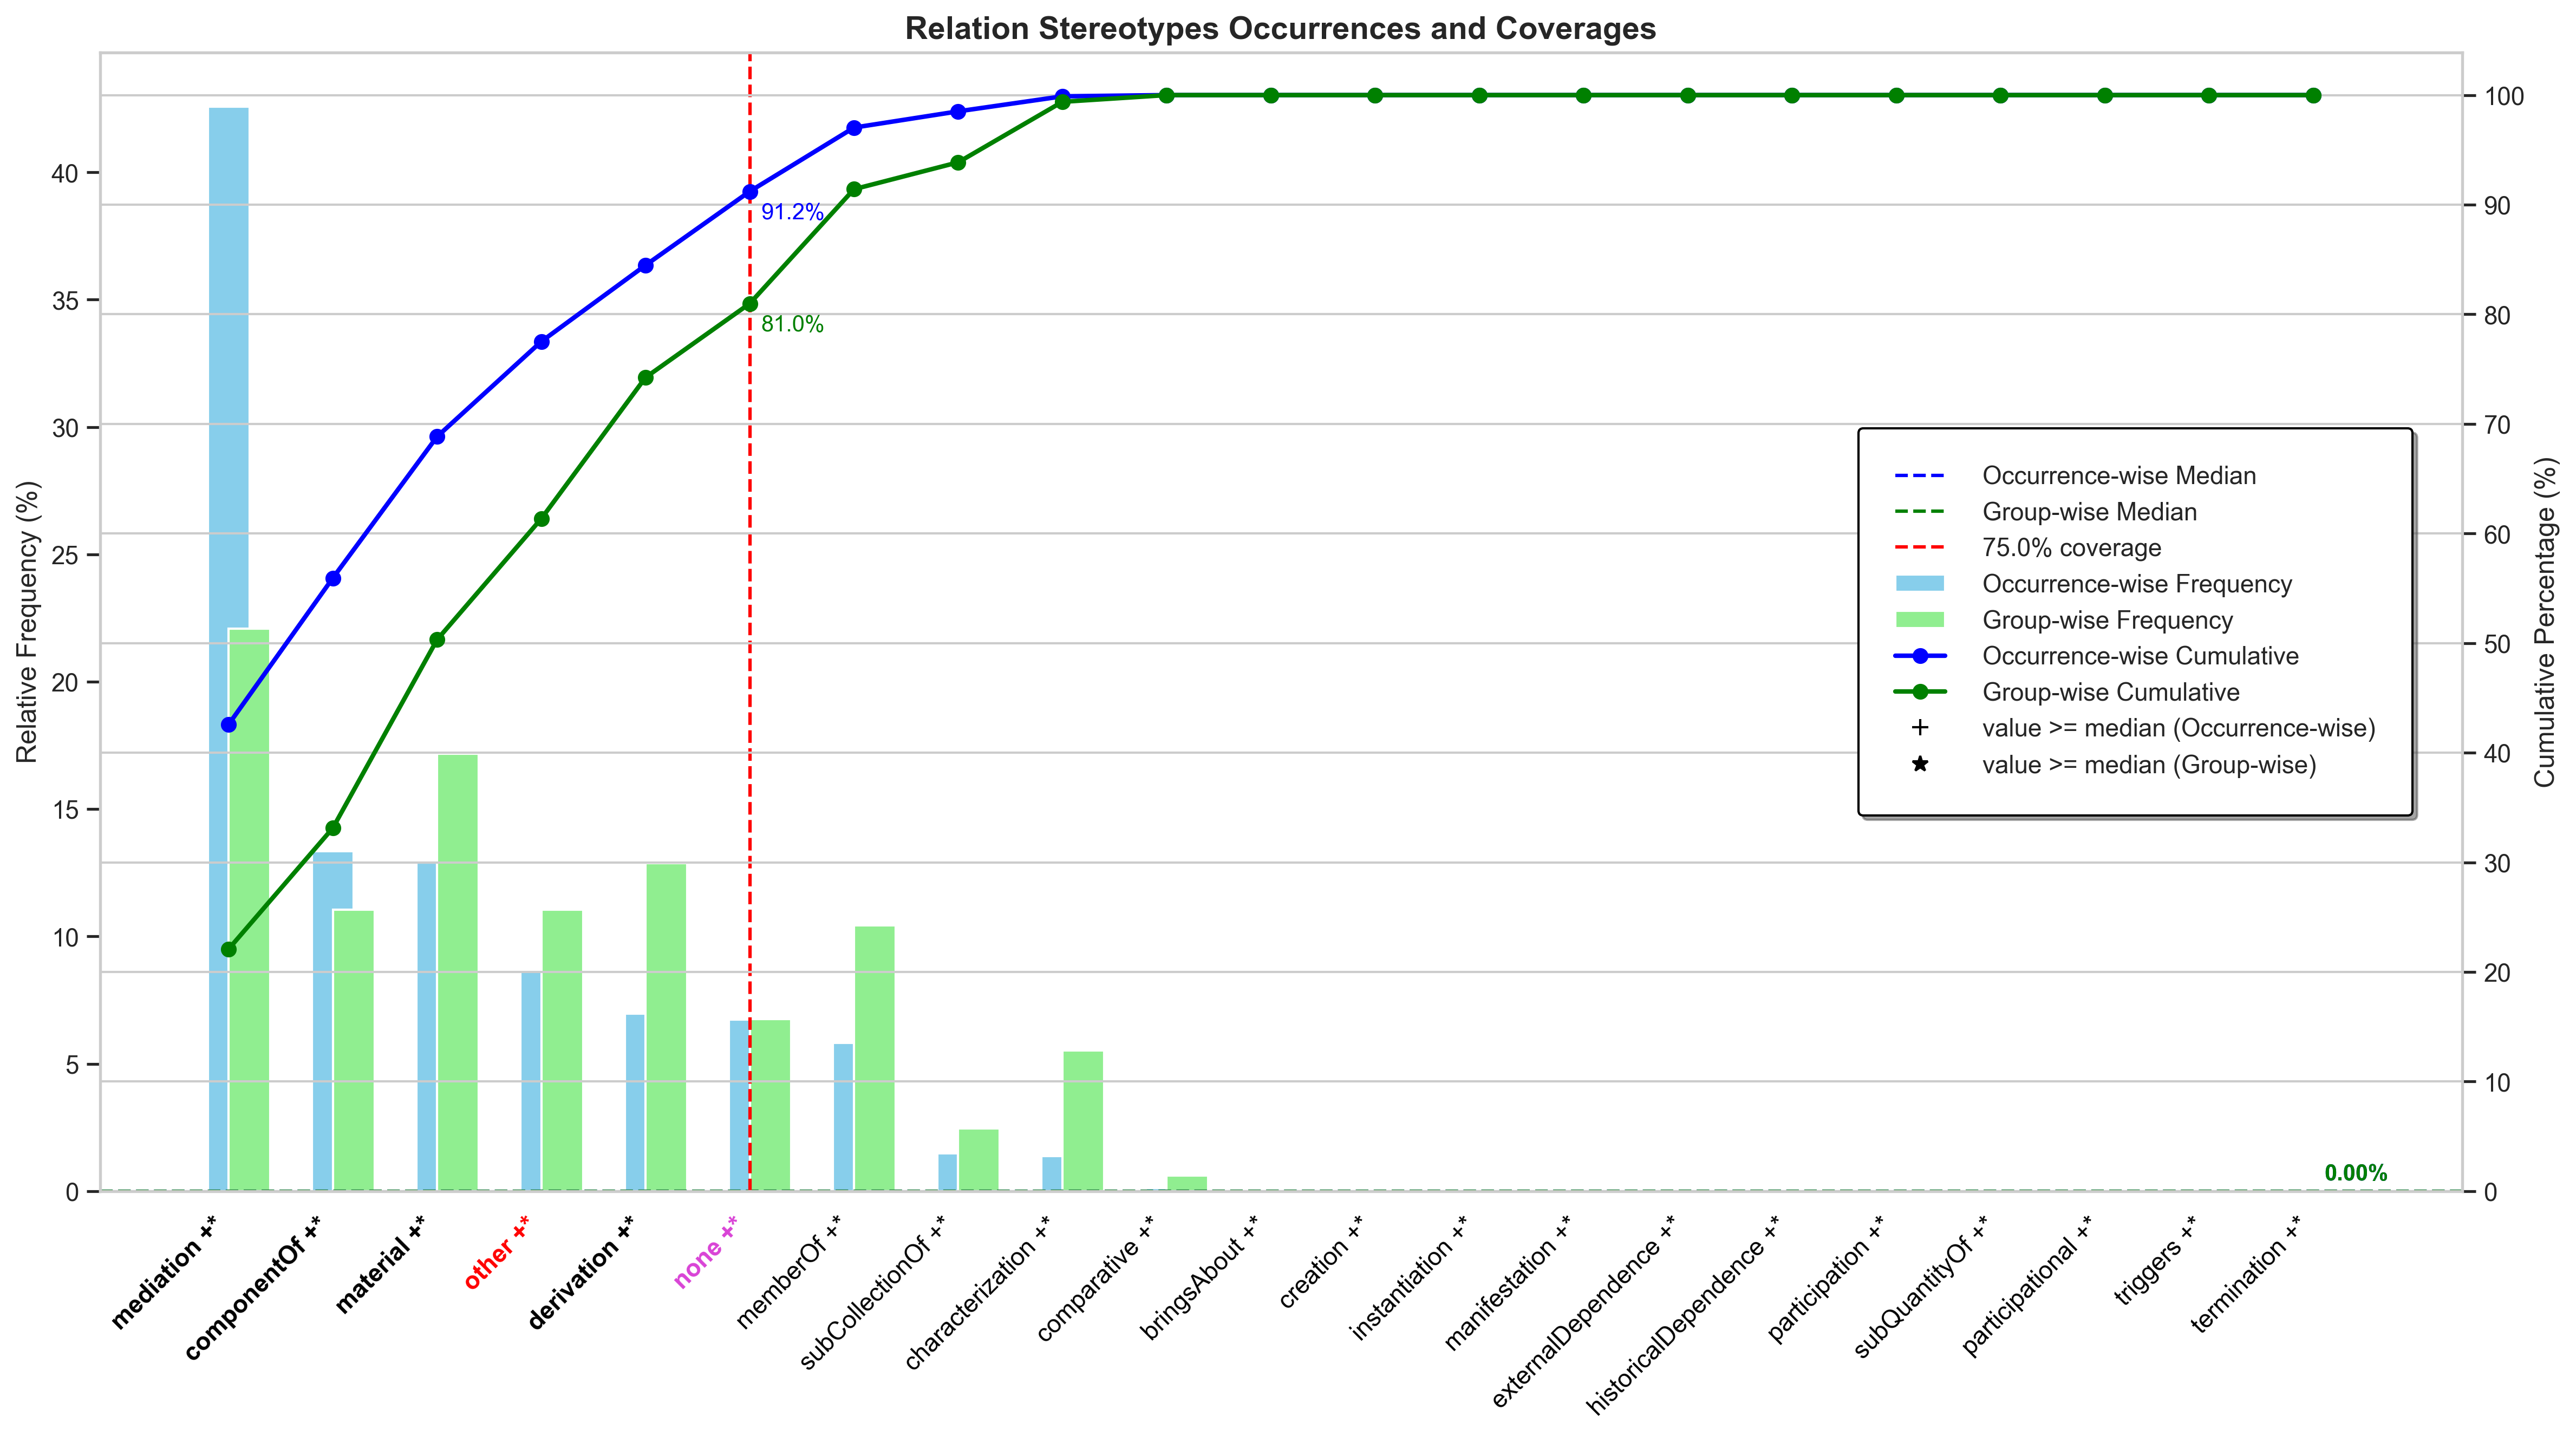 Relation Stereotypes Occurrences and Coverages
Relative Frequency (%)
40
35
30
25
20
15
10
5
0
91.2%
81.0%
0.00%
100
90
80
70
60
50
40
30
20
10
0
Cumulative Percentage (%)
Occurrence-wise Median
Group-wise Median
75.0% coverage
Occurrence-wise Frequency
Group-wise Frequency
Occurrence-wise Cumulative
Group-wise Cumulative
value >= median (Occurrence-wise)
value >= median (Group-wise)
mediation +*
componentOf +*
material +*
other +*
derivation +*
none +*
memberOf +*
subCollectionOf +*
characterization +*
comparative +*
bringsAbout +*
creation +*
instantiation +*
manifestation +*
externalDependence +*
historicalDependence +*
participation +*
subQuantityOf +*
participational +*
triggers +*
termination +*